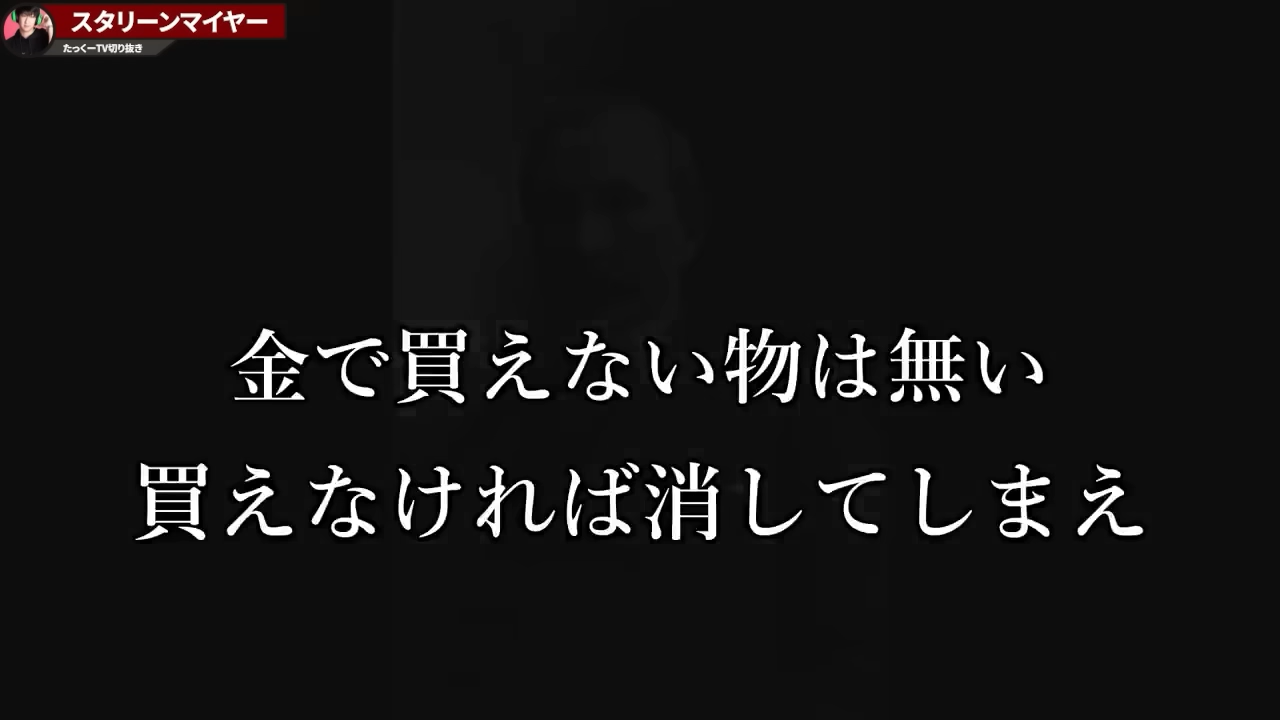 スタリーンマイヤー
たっくーTV切り抜き
金で買えない物は無い
買えなければ消してしまえ